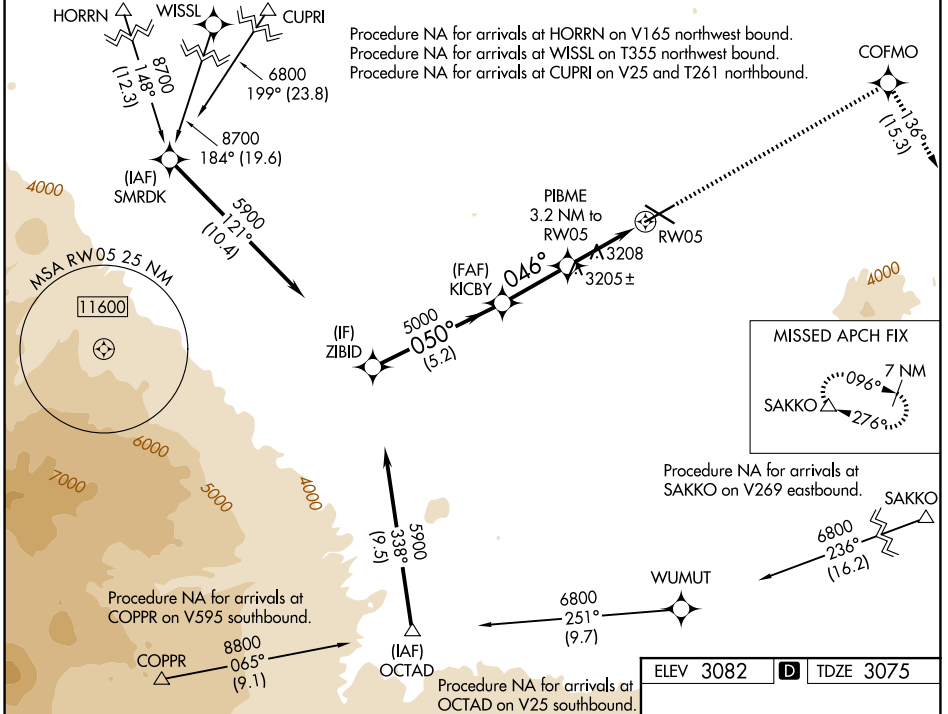 HORRN
WISSL
CUPRI
Procedure NA for arrivals at HORRN on V165 northwest bound.
Procedure NA for arrivals at WISSL on T355 northwest bound.
Procedure NA for arrivals at CUPRI on V25 and T261 northbound.
COFMO
8700
148°
(12.3)
6800
199° (23.8)
8700
184° (19.6)
136°
(15.3)
(IAF)
SMRDK
4000
5900
121°
(10.4)
PIBME
3.2 NM to
RW05
RW05
3208
3205±
(FAF)
KICBY
046°
4000
MSA RW05 25 NM
11600
(IF)
ZIBID
5000
050°
(5.2)
MISSED APCH FIX
7 NM
096°
SAKKO
276°
6000
7000
5000
4000
Procedure NA for arrivals at
SAKKO on V269 eastbound.
SAKKO
6800
236°
(16.2)
5900
338°
(9.5)
WUMUT
6800
251°
(9.7)
Procedure NA for arrivals at
COPPR on V595 southbound.
8800
065°
(9.1)
COPPR
(IAF)
OCTAD
Procedure NA for arrivals at
OCTAD on V25 southbound.
ELEV 3082 D TDZE 3075